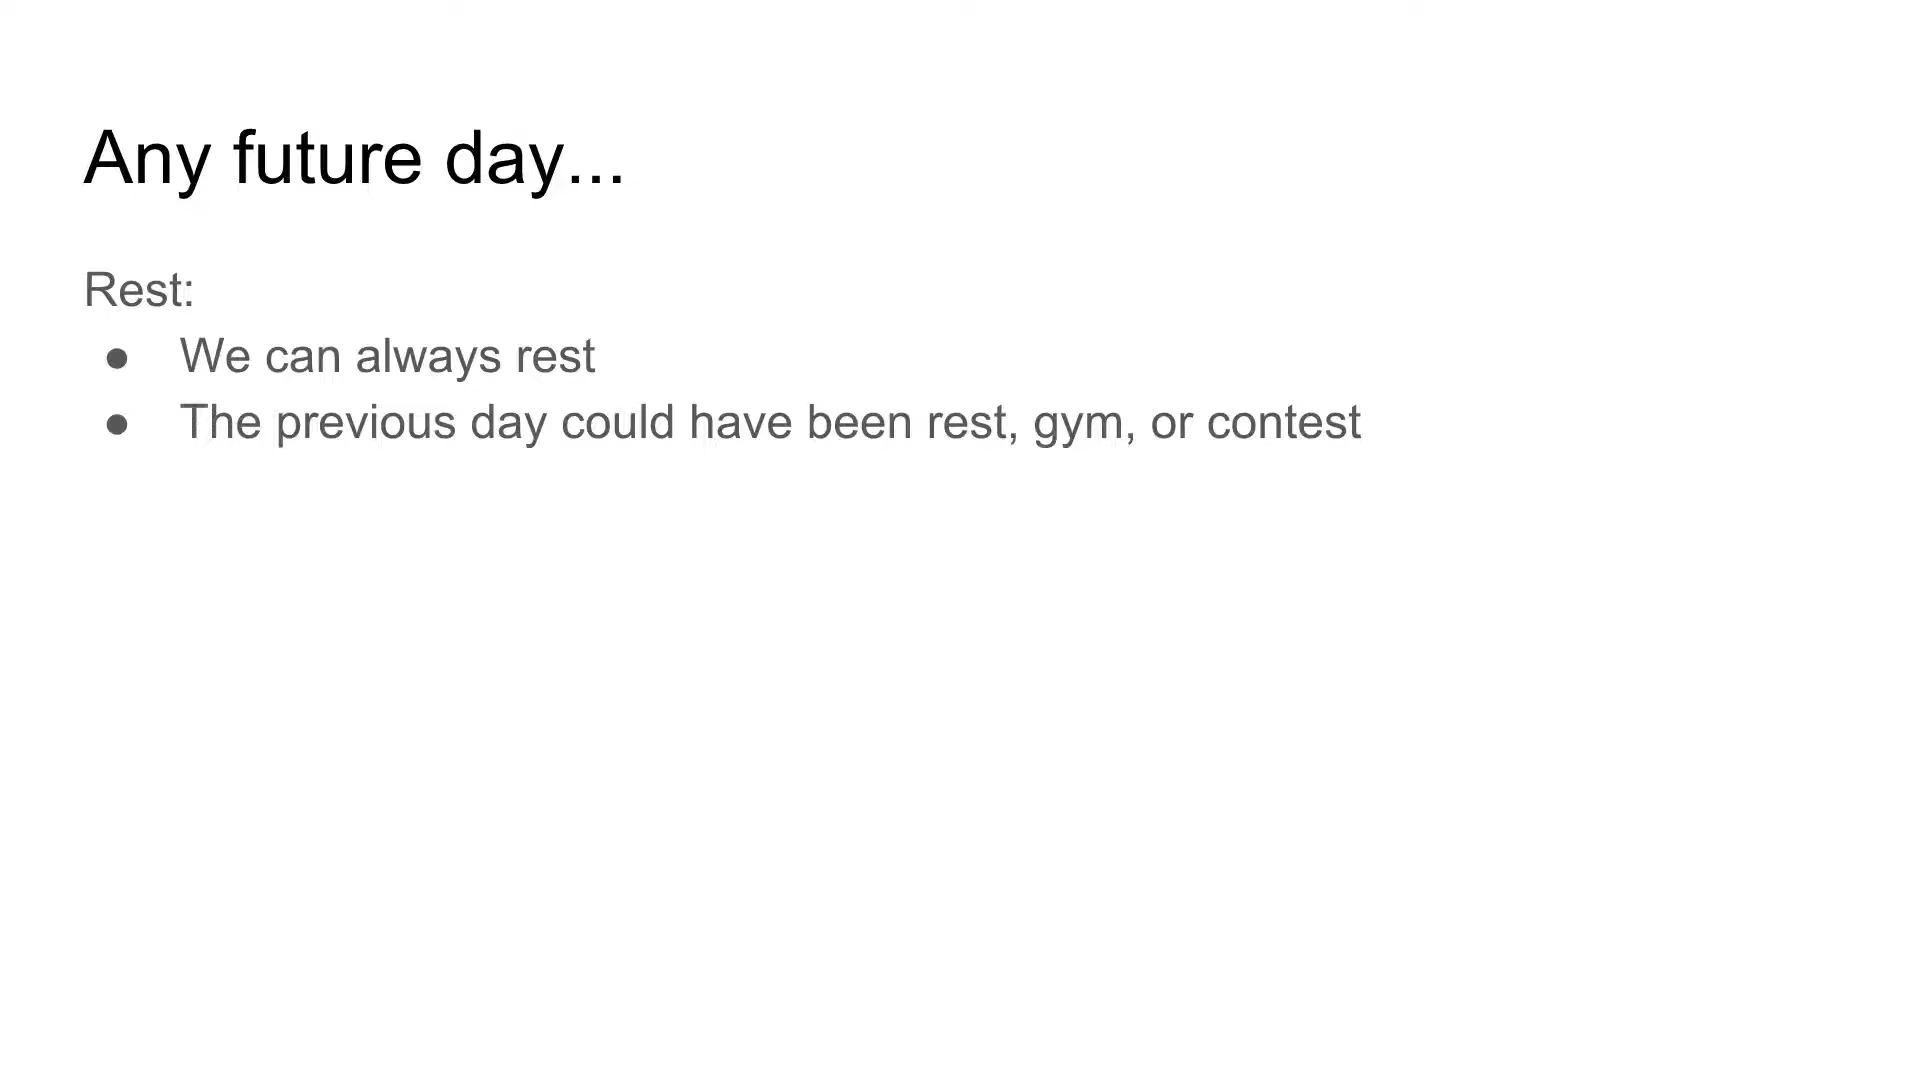 Any future day...
Rest:
● We can always rest
● The previous day could have been rest, gym, or contest